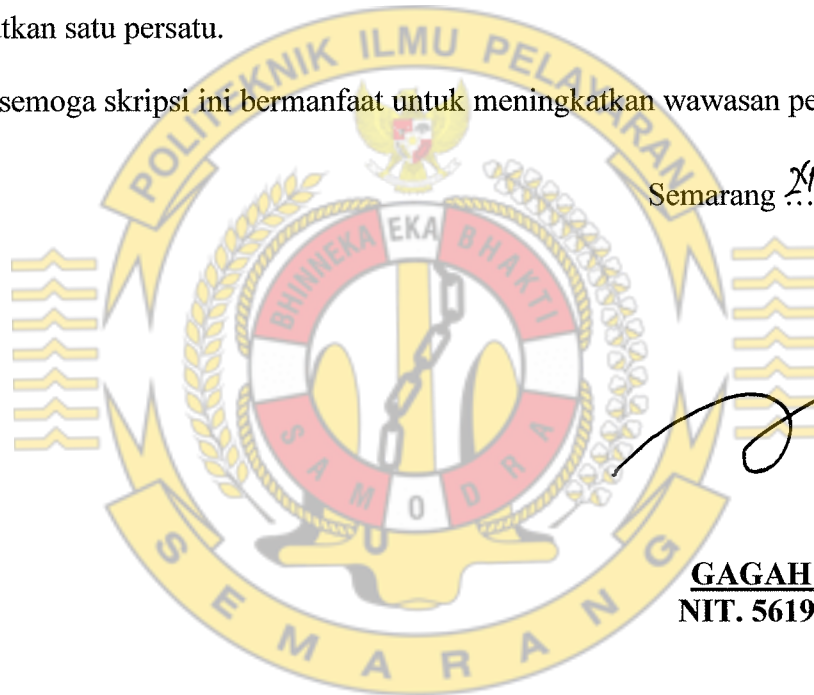 tkan satu persatu.
semoga skripsi ini bermanfaat untuk meningkatkan wawasan pe
Semarang
POLITEKNIK ILMU PELAYARAN
SEMARANG
BHINNEKA EKA BHAKTI
SAMODRA
GAGAH
NIT. 5619